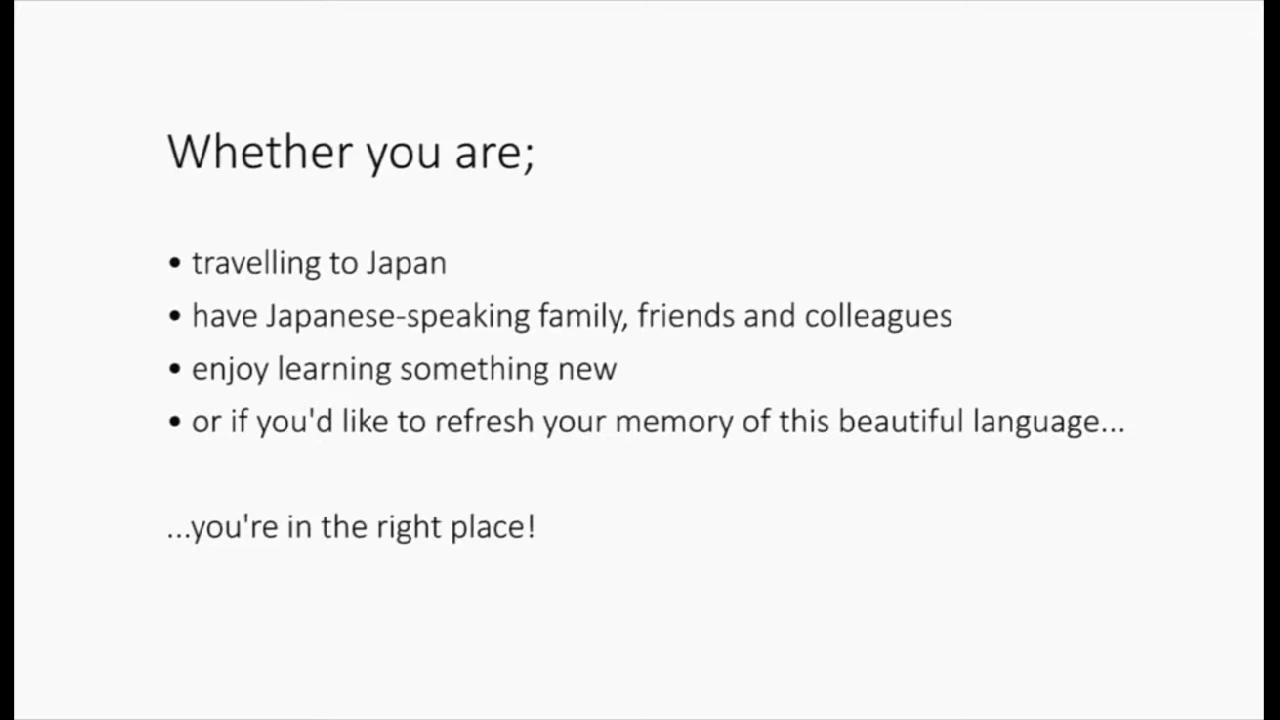 Whether you are;
• travelling to Japan
• have Japanese-speaking family, friends and colleagues
• enjoy learning something new
• or if you'd like to refresh your memory of this beautiful language...
...you're in the right place!